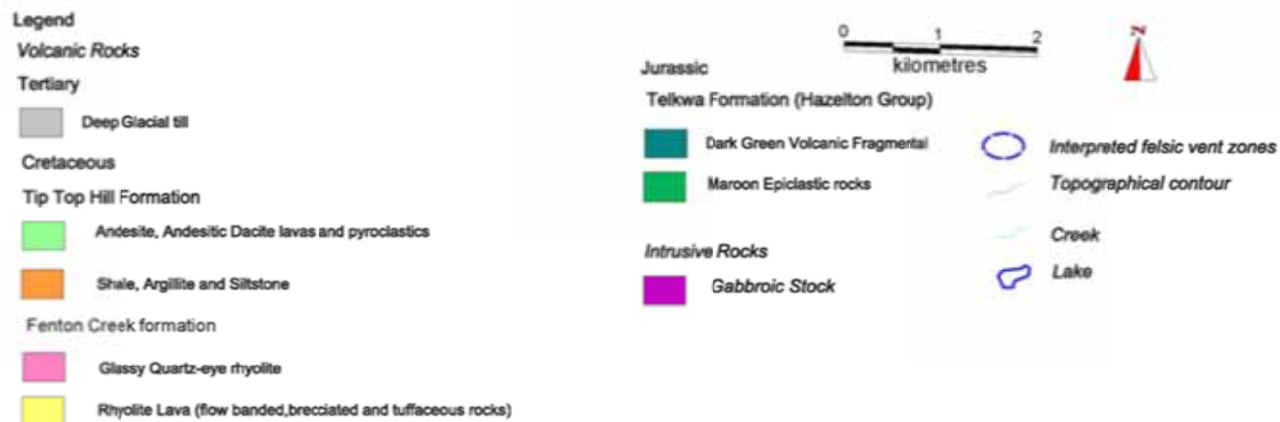 Legend
Volcanic Rocks
Tertiary
Deep Glacial till
Cretaceous
Tip Top Hill Formation
Andesite, Andesitic Dacite lavas and pyroclastics
Shale, Argillite and Siltstone
Fenton Creek formation
Glassy Quartz-eye rhyolite
Rhyolite Lava (flow banded,brecciated and tuffaceous rocks)
Jurassic
Telkwa Formation (Hazelton Group)
Dark Green Volcanic Fragmental
Maroon Epiclastic rocks
Intrusive Rocks
Gabbroic Stock
0 1 2
kilometres
N
Interpreted felsic vent zones
Topographical contour
Creek
Lake